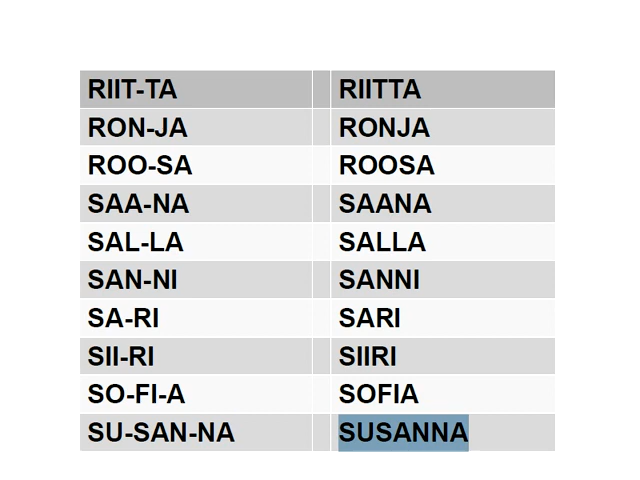 RIIT-TA RIITTA
RON-JA RONJA
ROO-SA ROOSA
SAA-NA SAANA
SAL-LA SALLA
SAN-NI SANNI
SA-RI SARI
SII-RI SIIRI
SO-FI-A SOFIA
SU-SAN-NA SUSANNA